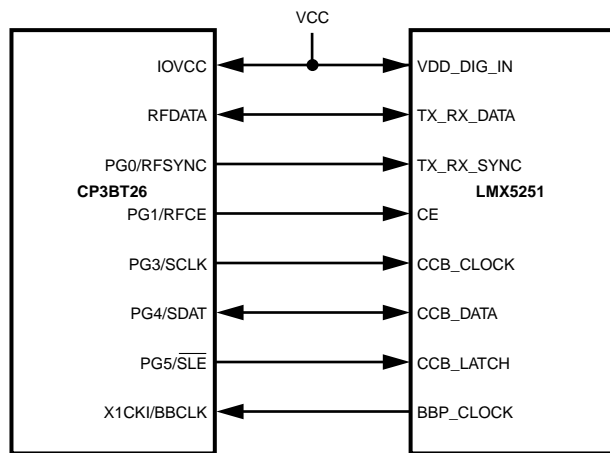 VCC
IOVCC VDD_DIG_IN
RFDATA TX_RX_DATA
PG0/RFSYNC TX_RX_SYNC
CP3BT26 LMX5251
PG1/RFCE CE
PG3/SCLK CCB_CLOCK
PG4/SDAT CCB_DATA
PG5/S̅L̅E̅ CCB_LATCH
X1CKI/BBCLK BBP_CLOCK